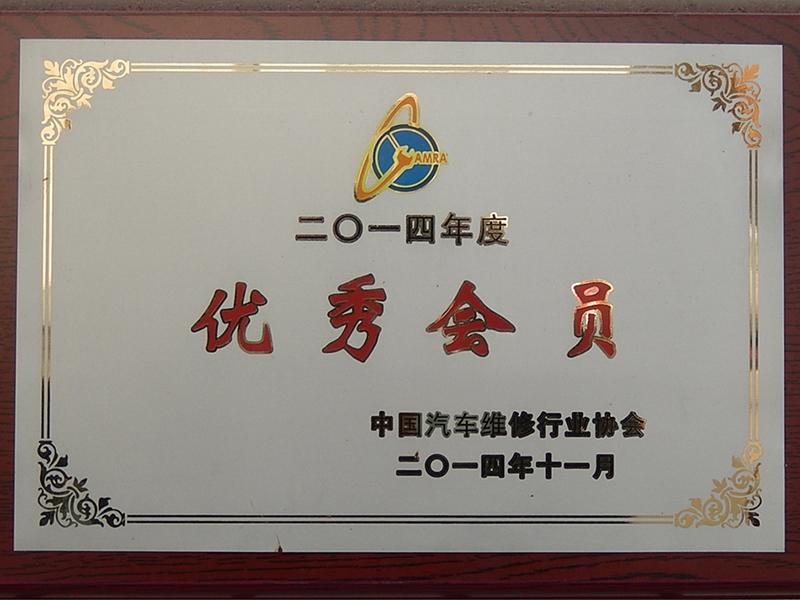 AMRA
二〇一四年度
优秀会员
中国汽车维修行业协会
二〇一四年十一月